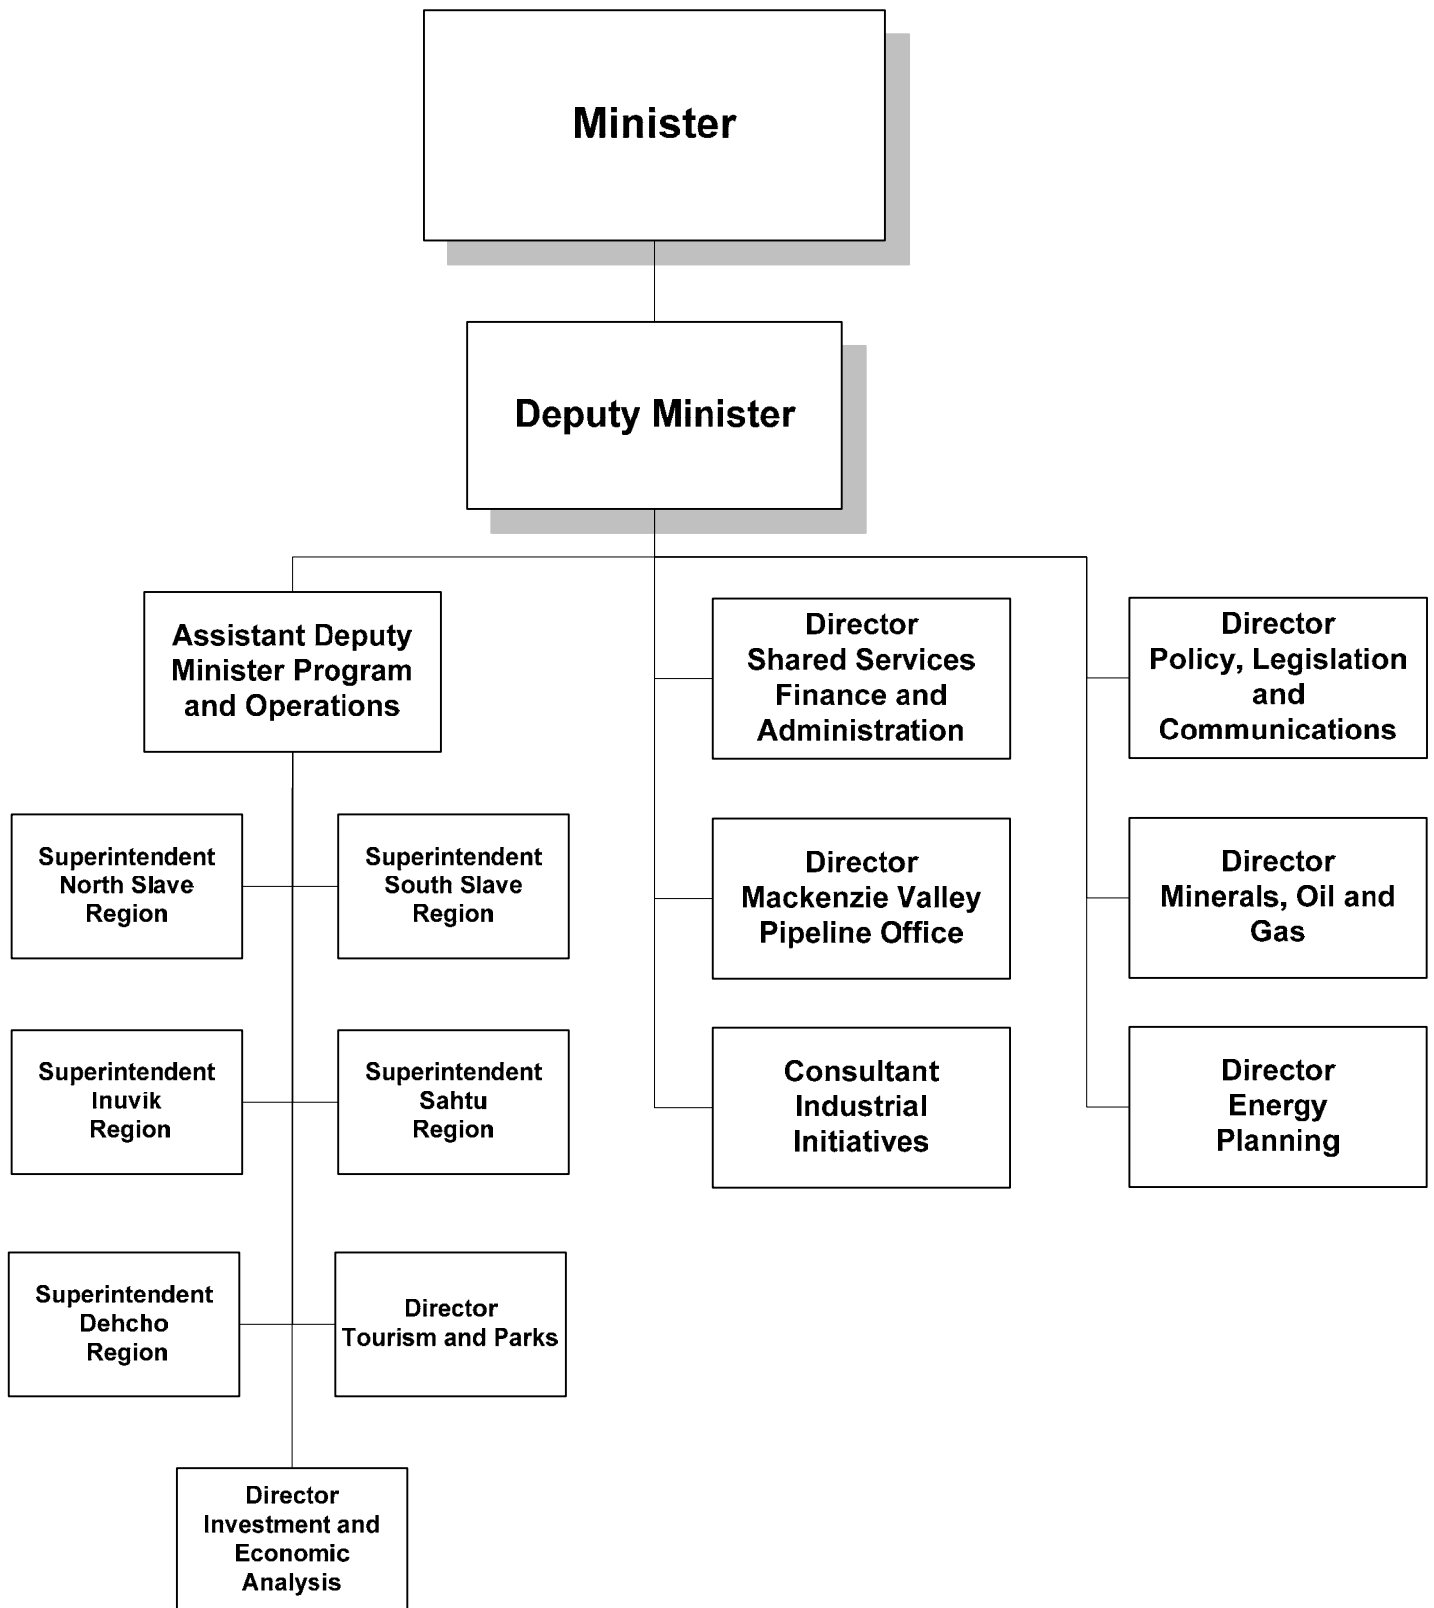 Minister
Deputy Minister
Assistant Deputy
Minister Program
and Operations
Director
Shared Services
Finance and
Administration
Director
Policy, Legislation
and
Communications
Superintendent
North Slave
Region
Superintendent
South Slave
Region
Director
Mackenzie Valley
Pipeline Office
Director
Minerals, Oil and
Gas
Superintendent
Inuvik
Region
Superintendent
Sahtu
Region
Consultant
Industrial
Initiatives
Director
Energy
Planning
Superintendent
Dehcho
Region
Director
Tourism and Parks
Director
Investment and
Economic
Analysis